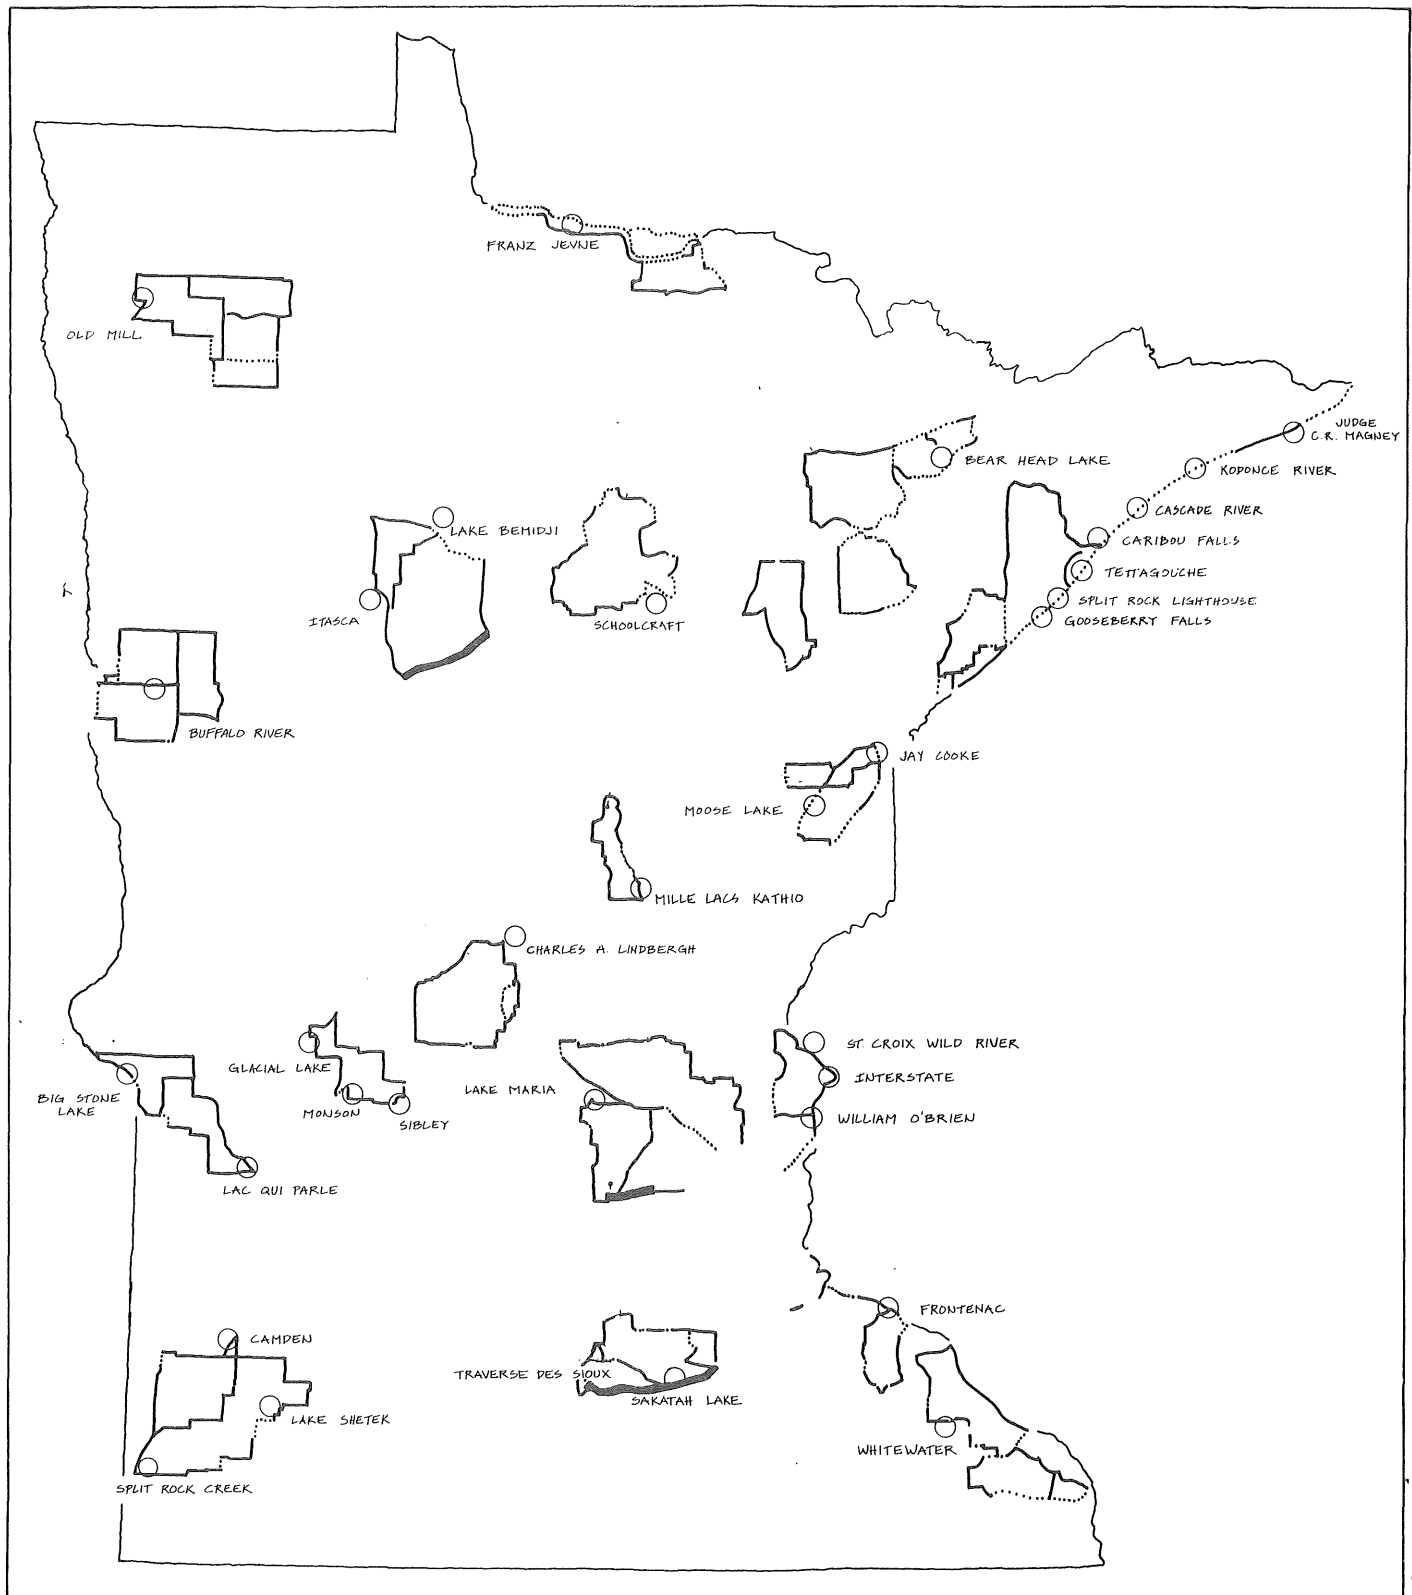 FRANZ JEVNE
OLD MILL
JUDGE
C.R. MAGNEY
BEAR HEAD LAKE
KODONCE RIVER
CASCADE RIVER
LAKE BEMIDJI
CARIBOU FALLS
TETTAGOUCHE
SPLIT ROCK LIGHTHOUSE
ITASCA
SCHOOLCRAFT
GOOSEBERRY FALLS
BUFFALO RIVER
JAY COOKE
MOOSE LAKE
MILLE LACS KATHIO
CHARLES A. LINDBERGH
ST. CROIX WILD RIVER
GLACIAL LAKE
INTERSTATE
LAKE MARIA
BIG STONE
LAKE
MONSON
SIBLEY
WILLIAM O'BRIEN
LAC QUI PARLE
FRONTENAC
CAMDEN
TRAVERSE DES SIOUX
SAKATAH LAKE
LAKE SHETEK
WHITEWATER
SPLIT ROCK CREEK